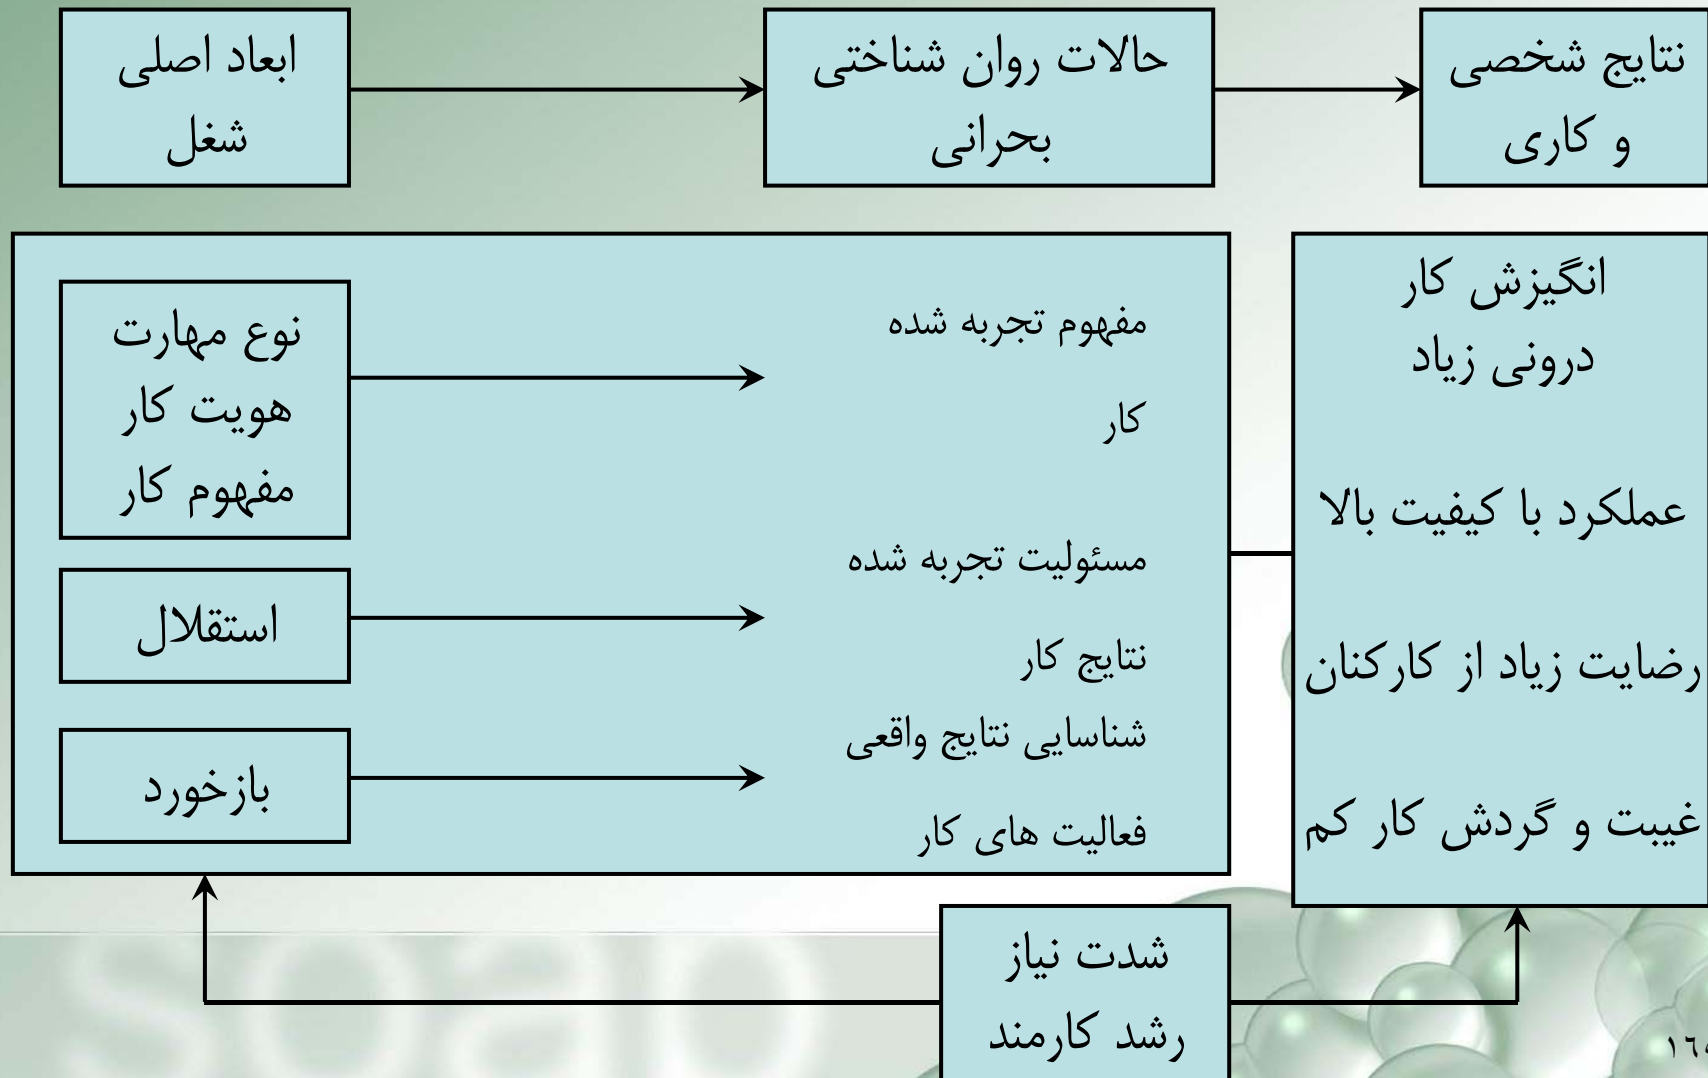 ابعاد اصلی
شغل
حالات روان شناختی
بحرانی
نتایج شخصی
و کاری
نوع مهارت
هویت کار
مفهوم کار
مفهوم تجربه شده
کار
استقلال
مسئولیت تجربه شده
نتایج کار
بازخورد
شناسایی نتایج واقعی
فعالیت های کار
انگیزش کار
درونی زیاد
عملکرد با کیفیت بالا
رضایت زیاد از کارکنان
غیبت و گردش کار کم
شدت نیاز
رشد کارمند
soap